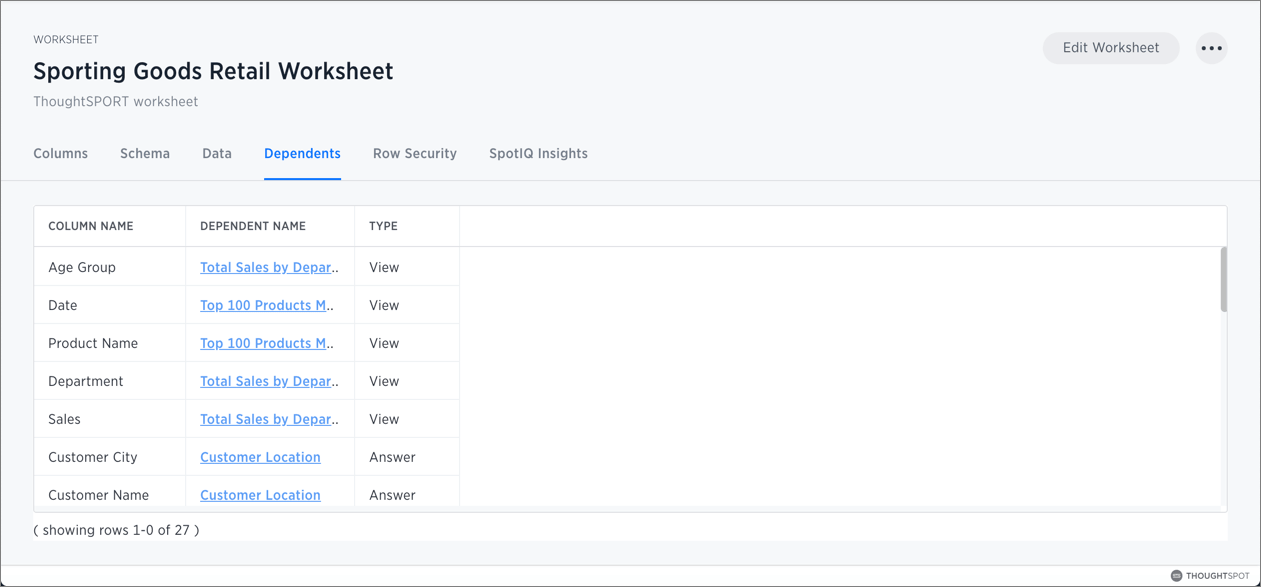 WORKSHEET
Edit Worksheet
Sporting Goods Retail Worksheet
ThoughtSPORT worksheet
Columns Schema Data Dependents Row Security SpotIQ Insights
COLUMN NAME DEPENDENT NAME TYPE
Age Group Total Sales by Depar.. View
Date Top 100 Products M.. View
Product Name Top 100 Products M.. View
Department Total Sales by Depar.. View
Sales Total Sales by Depar.. View
Customer City Customer Location Answer
Customer Name Customer Location Answer
( showing rows 1-0 of 27 )
THOUGHTSPOT